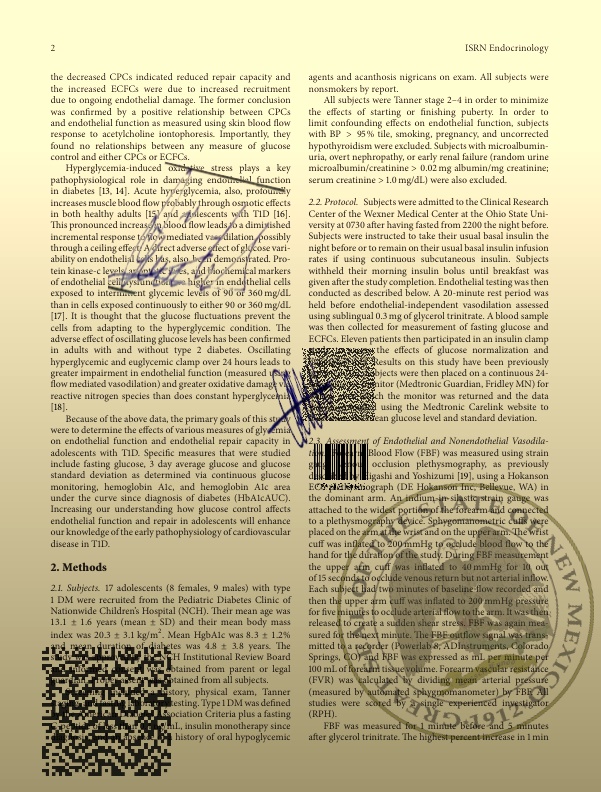 2
ISRN Endocrinology
the decreased CPCs indicated reduced repair capacity and
the increased ECFCs were due to increased recruitment
due to ongoing endothelial damage. The former conclusion
was confirmed by a positive relationship between CPCs
and endothelial function as measured using skin blood flow
response to acetylcholine iontophoresis. Importantly, they
found no relationships between any measure of glucose
control and either CPCs or ECFCs.
Hyperglycemia-induced oxidative stress plays a key
pathophysiological role in damaging endothelial function
in diabetes [13, 14]. Acute hyperglycemia, also, profoundly
increases muscle blood flow probably through osmotic effects
in both healthy adults [15] and adolescents with T1D [16].
This pronounced increase in blood flow leads to a diminished
incremental response to flow mediated vasodilation possibly
through a ceiling effect. A direct adverse effect of glucose vari-
ability on endothelial cells has, also, been demonstrated. Pro-
tein kinase-c levels, and biochemical markers
of endothelial cell higher in endothelial cells
exposed to intermittent glycemic levels of 90 or 360 mg/dL
than in cells exposed continously to either 90 or 360 mg/dL
[17]. It is thought that the glucose fluctuations prevent the
cells from adapting to the hyperglycemic condition. The
adverse effect of oscillating glucose levels has been confirmed
in adults with and without type 2 diabetes. Oscillating
hyperglycemic and euglycemic clamp over 24 hours leads to
greater impairment in endothelial function (measured using
flow mediated vasodilation) and greater oxidative damage via
reactive nitrogen species than does constant hyperglycemia
[18].
Because of the above data, the primary goals of this study
were to determine the effects of various measures of glycemia
on endothelial function and endothelial repair capacity in
adolescents with T1D. Specific measures that were studied
include fasting glucose, 3 day average glucose and glucose
standard deviation as determined via continuous glucose
monitoring, hemoglobin A1c, and hemoglobin A1c area
under the curve since diagnosis of diabetes (HbA1cAUC).
Increasing our understanding how glucose control affects
endothelial function and repair in adolescents will enhance
our knowledge of the early pathophysiology of cardiovascular
disease in T1D.
2. Methods
2.1. Subjects. 17 adolescents (8 females, 9 males) with type
1 DM were recruited from the Pediatric Diabetes Clinic of
Nationwide Children's Hospital (NCH). Their mean age was
13.1 ± 1.6 years (mean ± SD) and their mean body mass
index was 20.3 ± 3.1 kg/m². Mean HgbA1c was 8.3 ± 1.2%
and mean duration of diabetes was 4.8 ± 3.8 years. The
NCH Institutional Review Board
obtained from parent or legal
obtained from all subjects.
history, physical exam, Tanner
testing. Type 1 DM was defined
Association Criteria plus a fasting
mL, insulin monotherapy since
history of oral hypoglycemic
agents and acanthosis nigricans on exam. All subjects were
nonsmokers by report.
All subjects were Tanner stage 2–4 in order to minimize
the effects of starting or finishing puberty. In order to
limit confounding effects on endothelial function, subjects
with BP > 95% tile, smoking, pregnancy, and uncorrected
hypothyroidism were excluded. Subjects with microalbumin-
uria, overt nephropathy, or early renal failure (random urine
microalbumin/creatinine > 0.02 mg albumin/mg creatinine;
serum creatinine > 1.0 mg/dL) were also excluded.
2.2. Protocol. Subjects were admitted to the Clinical Research
Center of the Wexner Medical Center at the Ohio State Uni-
versity at 0730 after having fasted from 2200 the night before.
Subjects were instructed to take their usual basal insulin the
night before or to remain on their usual basal insulin infusion
rates if using continuous subcutaneous insulin. Subjects
withheld their morning insulin bolus until breakfast was
given after the study completion. Endothelial testing was then
conducted as described below. A 20-minute rest period was
held before endothelial-independent vasodilation assessed
using sublingual 0.3 mg of glycerol trinitrate. A blood sample
was then collected for measurement of fasting glucose and
ECFCs. Eleven patients then participated in an insulin clamp
the effects of glucose normalization and
Results on this study have been previously
subjects were then placed on a continuous 24-
monitor (Medtronic Guardian, Fridley MN) for
which the monitor was returned and the data
using the Medtronic Carelink website to
mean glucose level and standard deviation.
2.3. Assessment of Endothelial and Nonendothelial Vasodila-
tion. Forearm Blood Flow (FBF) was measured using strain
gauge occlusion plethysmography, as previously
described Higashi and Yoshizumi [19], using a Hokanson
EC6 plethysmograph (DE Hokanson Inc, Bellevue, WA) in
the dominant arm. An indium-in-silastic strain gauge was
attached to the widest portion of the forearm and connected
to a plethysmography device. Sphygomanometric cuffs were
placed on the arm, the wrist and on the upper arm. The wrist
cuff was inflated to 200 mmHg to occlude blood flow to the
hand for the duration of the study. During FBF measurement
the upper arm cuff was inflated to 40 mmHg for 10 out
of 15 seconds to occlude venous return but not arterial inflow.
Each subject had two minutes of baseline flow recorded and
then the upper arm cuff was inflated to 200 mmHg pressure
for five minutes to occlude arterial flow to the arm. It was then
released to create a sudden shear stress. FBF was again mea-
sured for the next minute. The FBF outflow signal was trans-
mitted to a recorder (Powerlab 8, ADInstruments, Colorado
Springs, CO) and FBF was expressed as mL per minute per
100 mL of forearm tissue volume. Forearm vascular resistance
(FVR) was calculated by dividing mean arterial pressure
(measured by automated sphygmomanometer) by FBF. All
studies were scored by a single experienced investigator
(RPH).
FBF was measured for 1 minute before and 5 minutes
after glycerol trinitrate. The highest percent increase in 1 min